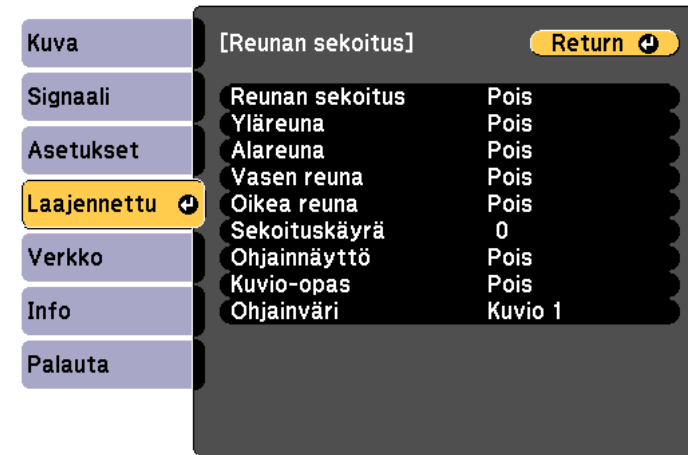 Kuva
Signaali
Asetukset
Laajennettu
Verkko
Info
Palauta
[Reunan sekoitus] Return
Reunan sekoitus Pois
Yläreuna Pois
Alareuna Pois
Vasen reuna Pois
Oikea reuna Pois
Sekoituskäyrä 0
Ohjainnäyttö Pois
Kuvio-opas Pois
Ohjainväri Kuvio 1